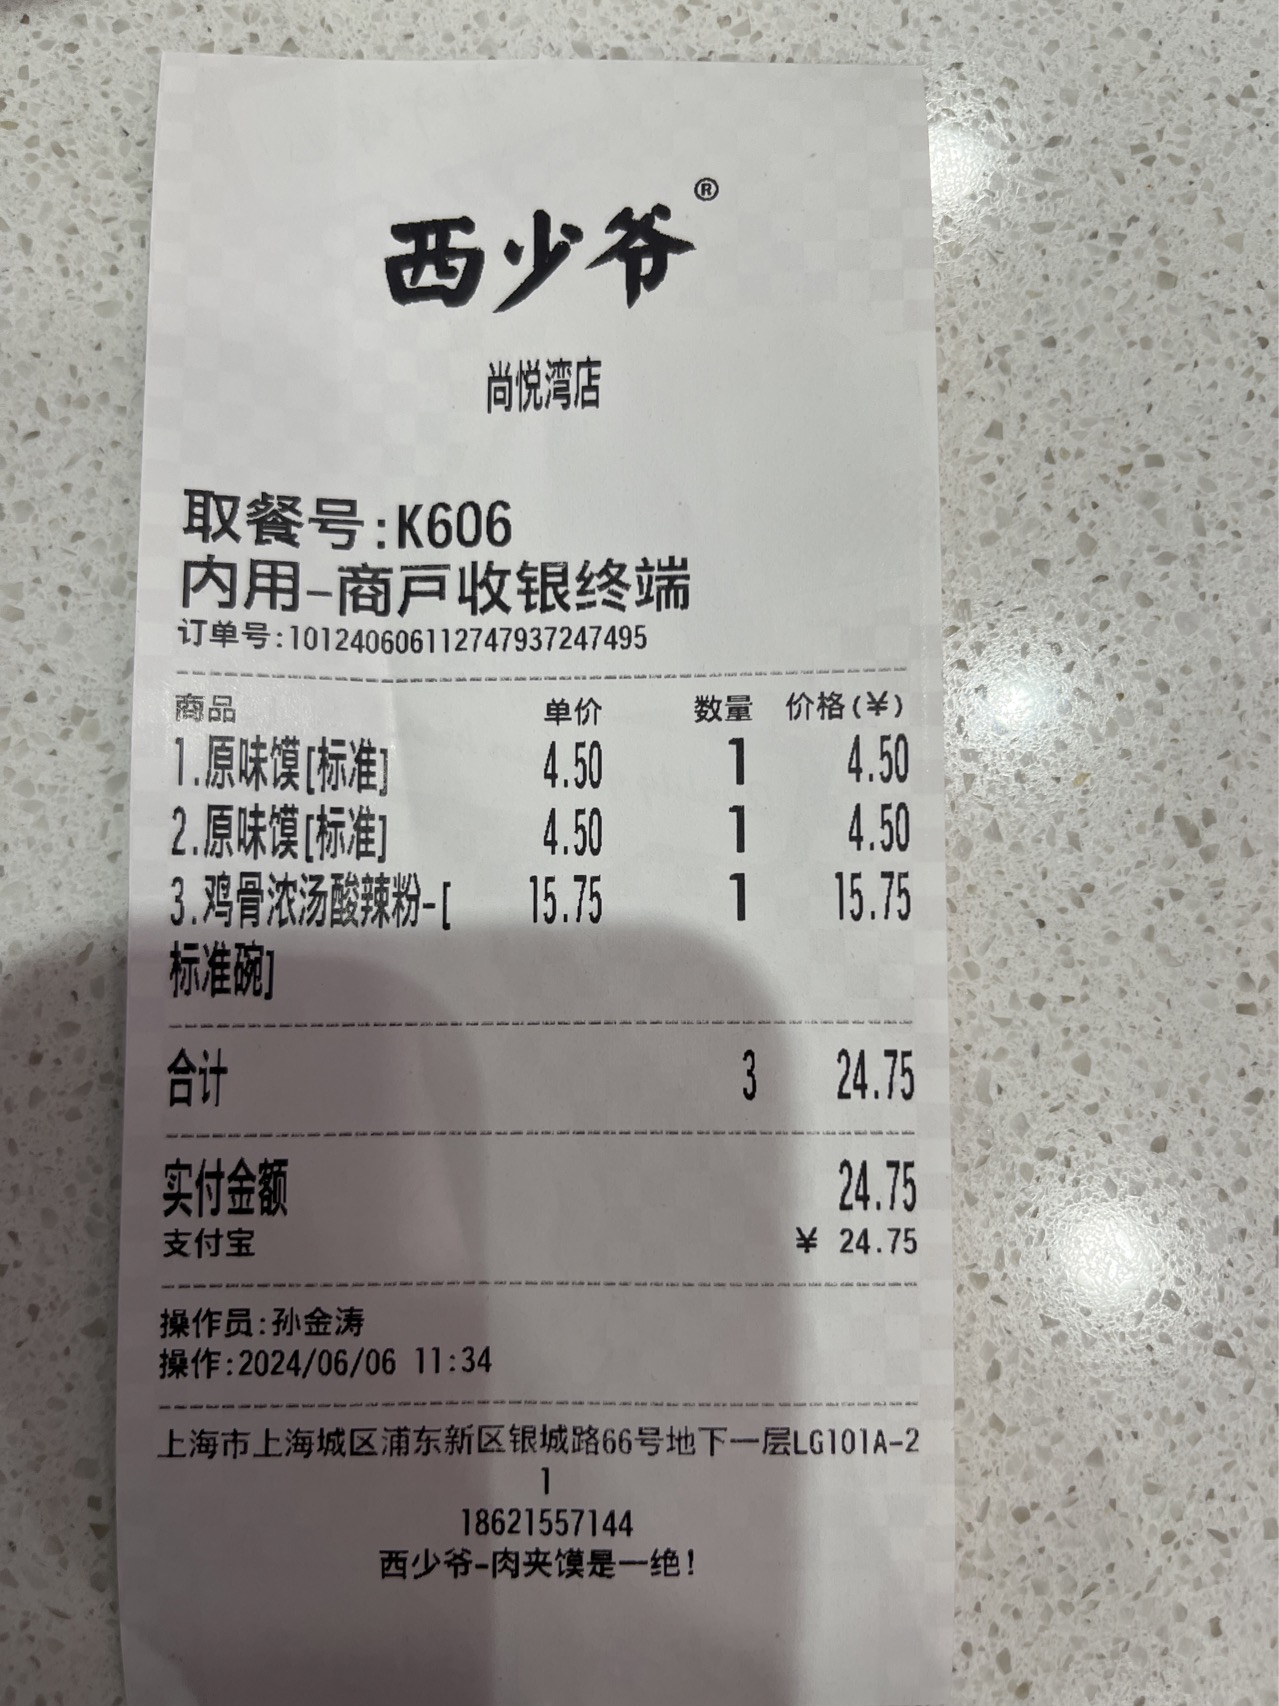 西少爷®
尚悦湾店
取餐号:K606
内用-商戸收银终端
订单号:101240606112747937247495
商品 单价 数量 价格(¥)
1.原味馍[标准] 4.50 1 4.50
2.原味馍[标准] 4.50 1 4.50
3.鸡骨浓汤酸辣粉-[ 15.75 1 15.75
标准碗]
合计 3 24.75
实付金额 24.75
支付宝 ¥ 24.75
操作员:孙金涛
操作:2024/06/06 11:34
上海市上海城区浦东新区银城路66号地下一层LG101A-2
1
18621557144
西少爷-肉夹馍是一绝!